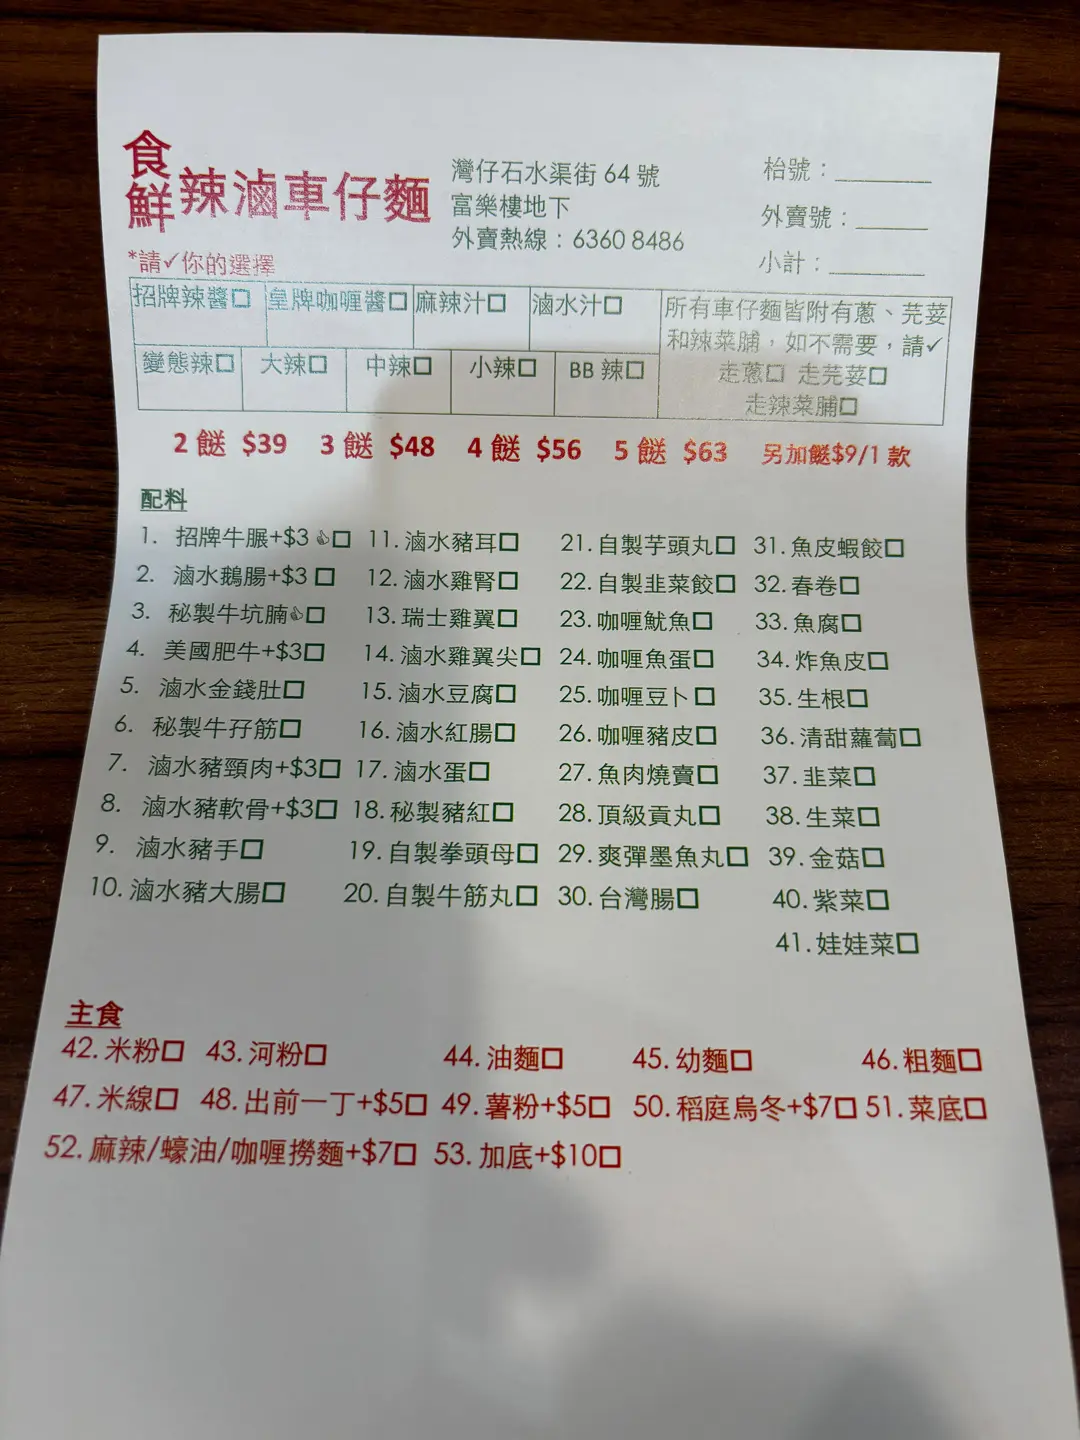 食鮮辣滷車仔麵
灣仔石水渠街 64 號
富樂樓地下
外賣熱線：6360 8486
枱號：
外賣號：
小計：
*請✓你的選擇
招牌辣醬☐ 皇牌咖喱醬☐ 麻辣汁☐ 滷水汁☐
變態辣☐ 大辣☐ 中辣☐ 小辣☐ BB 辣☐
所有車仔麵皆附有蔥、芫荽
和辣菜脯，如不需要，請✓
走蔥☐ 走芫荽☐
走辣菜脯☐
2 餸 $39 3 餸 $48 4 餸 $56 5 餸 $63 另加餸$9/1 款
配料
1. 招牌牛𦟌+$3 👍☐ 11. 滷水豬耳☐ 21. 自製芋頭丸☐ 31. 魚皮蝦餃☐
2. 滷水鵝腸+$3 ☐ 12. 滷水雞腎☐ 22. 自製韭菜餃☐ 32. 春卷☐
3. 秘製牛坑腩👍☐ 13. 瑞士雞翼☐ 23. 咖喱魷魚☐ 33. 魚腐☐
4. 美國肥牛+$3☐ 14. 滷水雞翼尖☐ 24. 咖喱魚蛋☐ 34. 炸魚皮☐
5. 滷水金錢肚☐ 15. 滷水豆腐☐ 25. 咖喱豆卜☐ 35. 生根☐
6. 秘製牛孖筋☐ 16. 滷水紅腸☐ 26. 咖喱豬皮☐ 36. 清甜蘿蔔☐
7. 滷水豬頸肉+$3☐ 17. 滷水蛋☐ 27. 魚肉燒賣☐ 37. 韭菜☐
8. 滷水豬軟骨+$3☐ 18. 秘製豬紅☐ 28. 頂級貢丸☐ 38. 生菜☐
9. 滷水豬手☐ 19. 自製拳頭母☐ 29. 爽彈墨魚丸☐ 39. 金菇☐
10. 滷水豬大腸☐ 20. 自製牛筋丸☐ 30. 台灣腸☐ 40. 紫菜☐
41. 娃娃菜☐
主食
42. 米粉☐ 43. 河粉☐ 44. 油麵☐ 45. 幼麵☐ 46. 粗麵☐
47. 米線☐ 48. 出前一丁+$5☐ 49. 薯粉+$5☐ 50. 稻庭烏冬+$7☐ 51. 菜底☐
52. 麻辣/蠔油/咖喱撈麵+$7☐ 53. 加底+$10☐